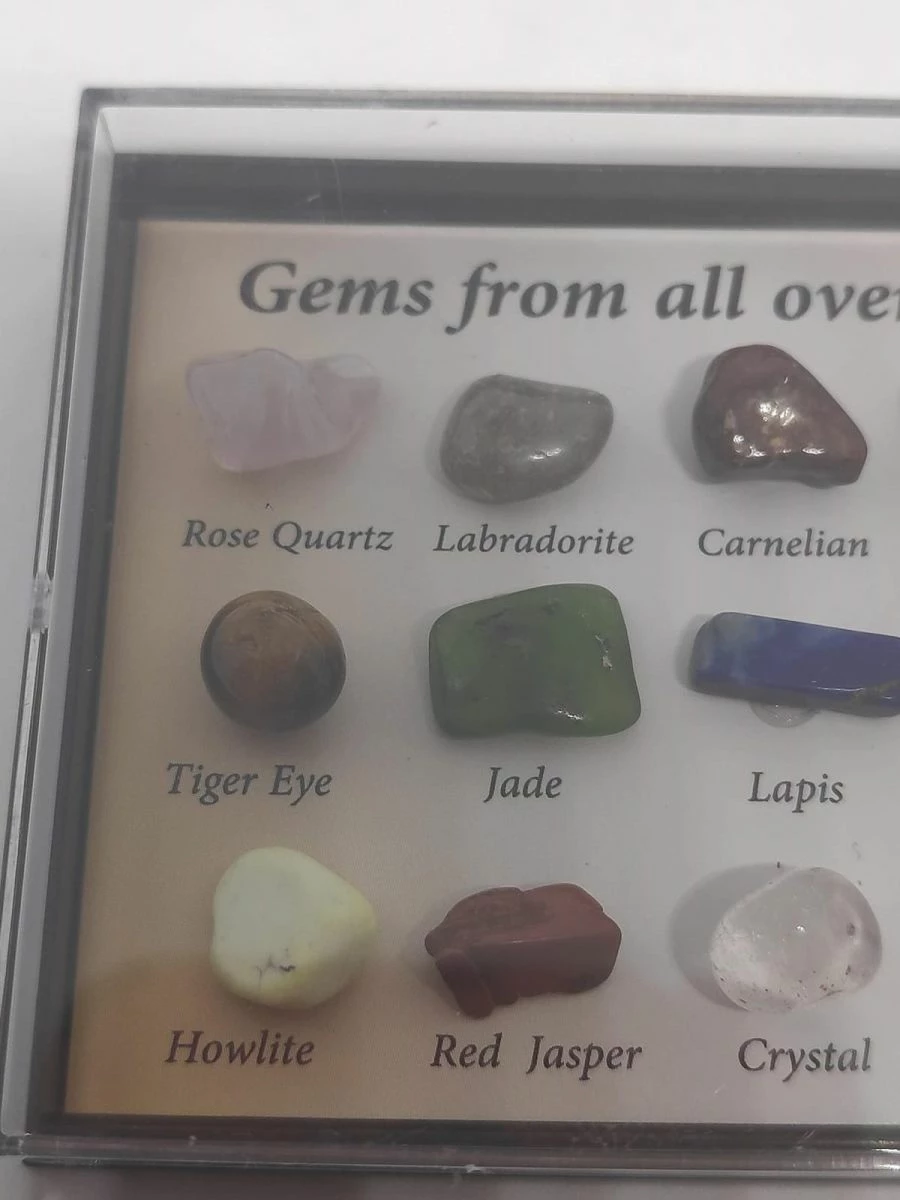 Gems from all over
Rose Quartz Labradorite Carnelian
Tiger Eye Jade Lapis
Howlite Red Jasper Crystal